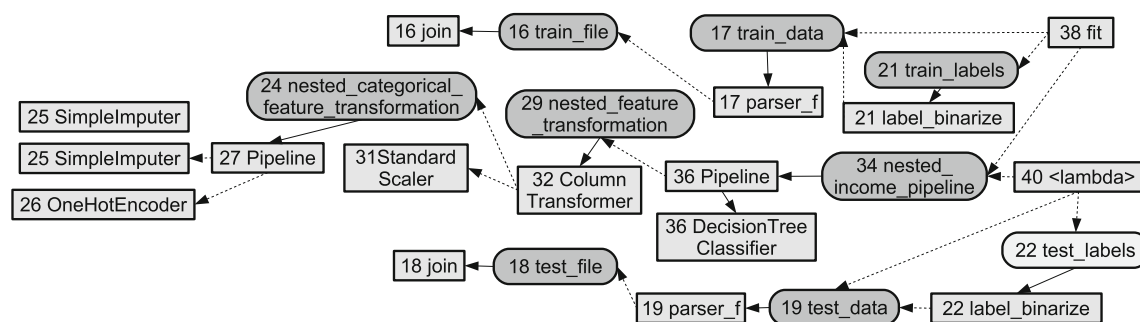 16 join
16 train_file
17 train_data
38 fit
21 train_labels
24 nested_categorical_
feature_transformation
29 nested_feature
_transformation
17 parser_f
21 label_binarize
25 SimpleImputer
25 SimpleImputer
27 Pipeline
31Standard
Scaler
32 Column
Transformer
36 Pipeline
34 nested_
income_pipeline
40 <lambda>
26 OneHotEncoder
36 DecisionTree
Classifier
22 test_labels
18 join
18 test_file
19 parser_f
19 test_data
22 label_binarize